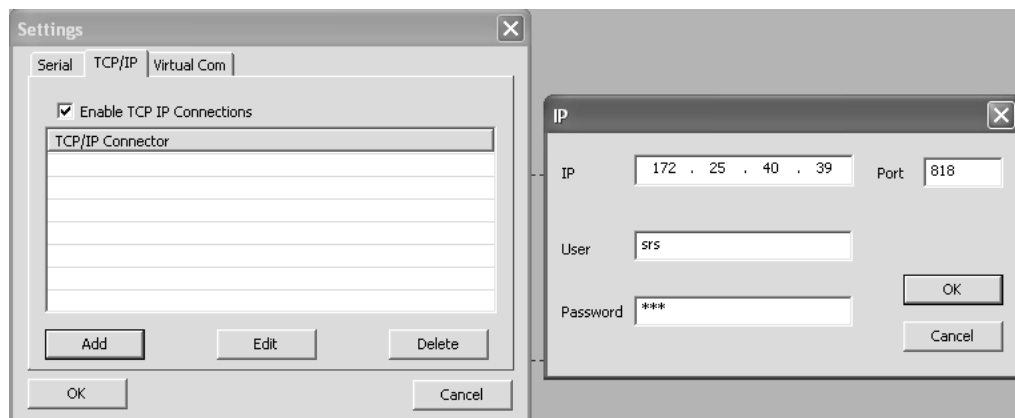 Settings
Serial TCP/IP Virtual Com
Enable TCP IP Connections
TCP/IP Connector
Add Edit Delete
OK Cancel
IP
IP 172 . 25 . 40 . 39 Port 818
User srs
Password ***
OK
Cancel